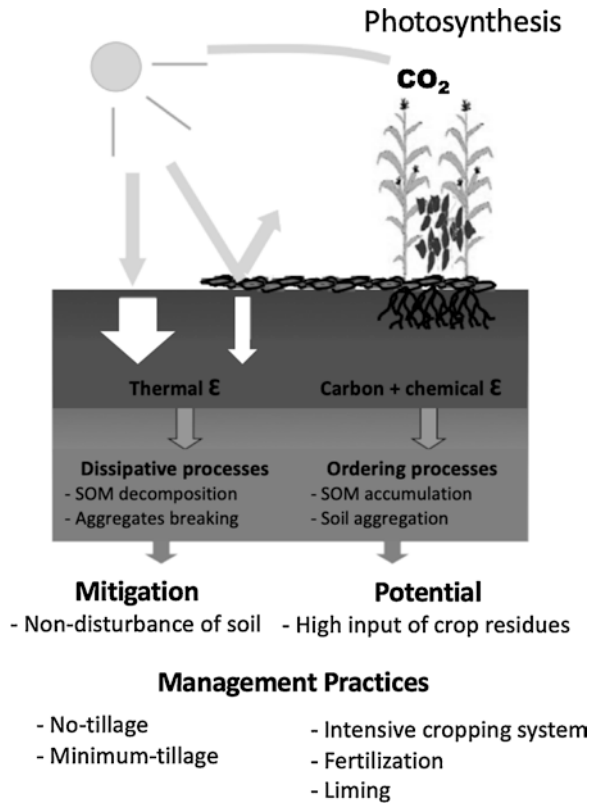 Photosynthesis
CO₂
Thermal Ɛ
Carbon + chemical Ɛ
Dissipative processes
- SOM decomposition
- Aggregates breaking
Ordering processes
- SOM accumulation
- Soil aggregation
Mitigation
- Non-disturbance of soil
Potential
- High input of crop residues
Management Practices
- No-tillage
- Minimum-tillage
- Intensive cropping system
- Fertilization
- Liming